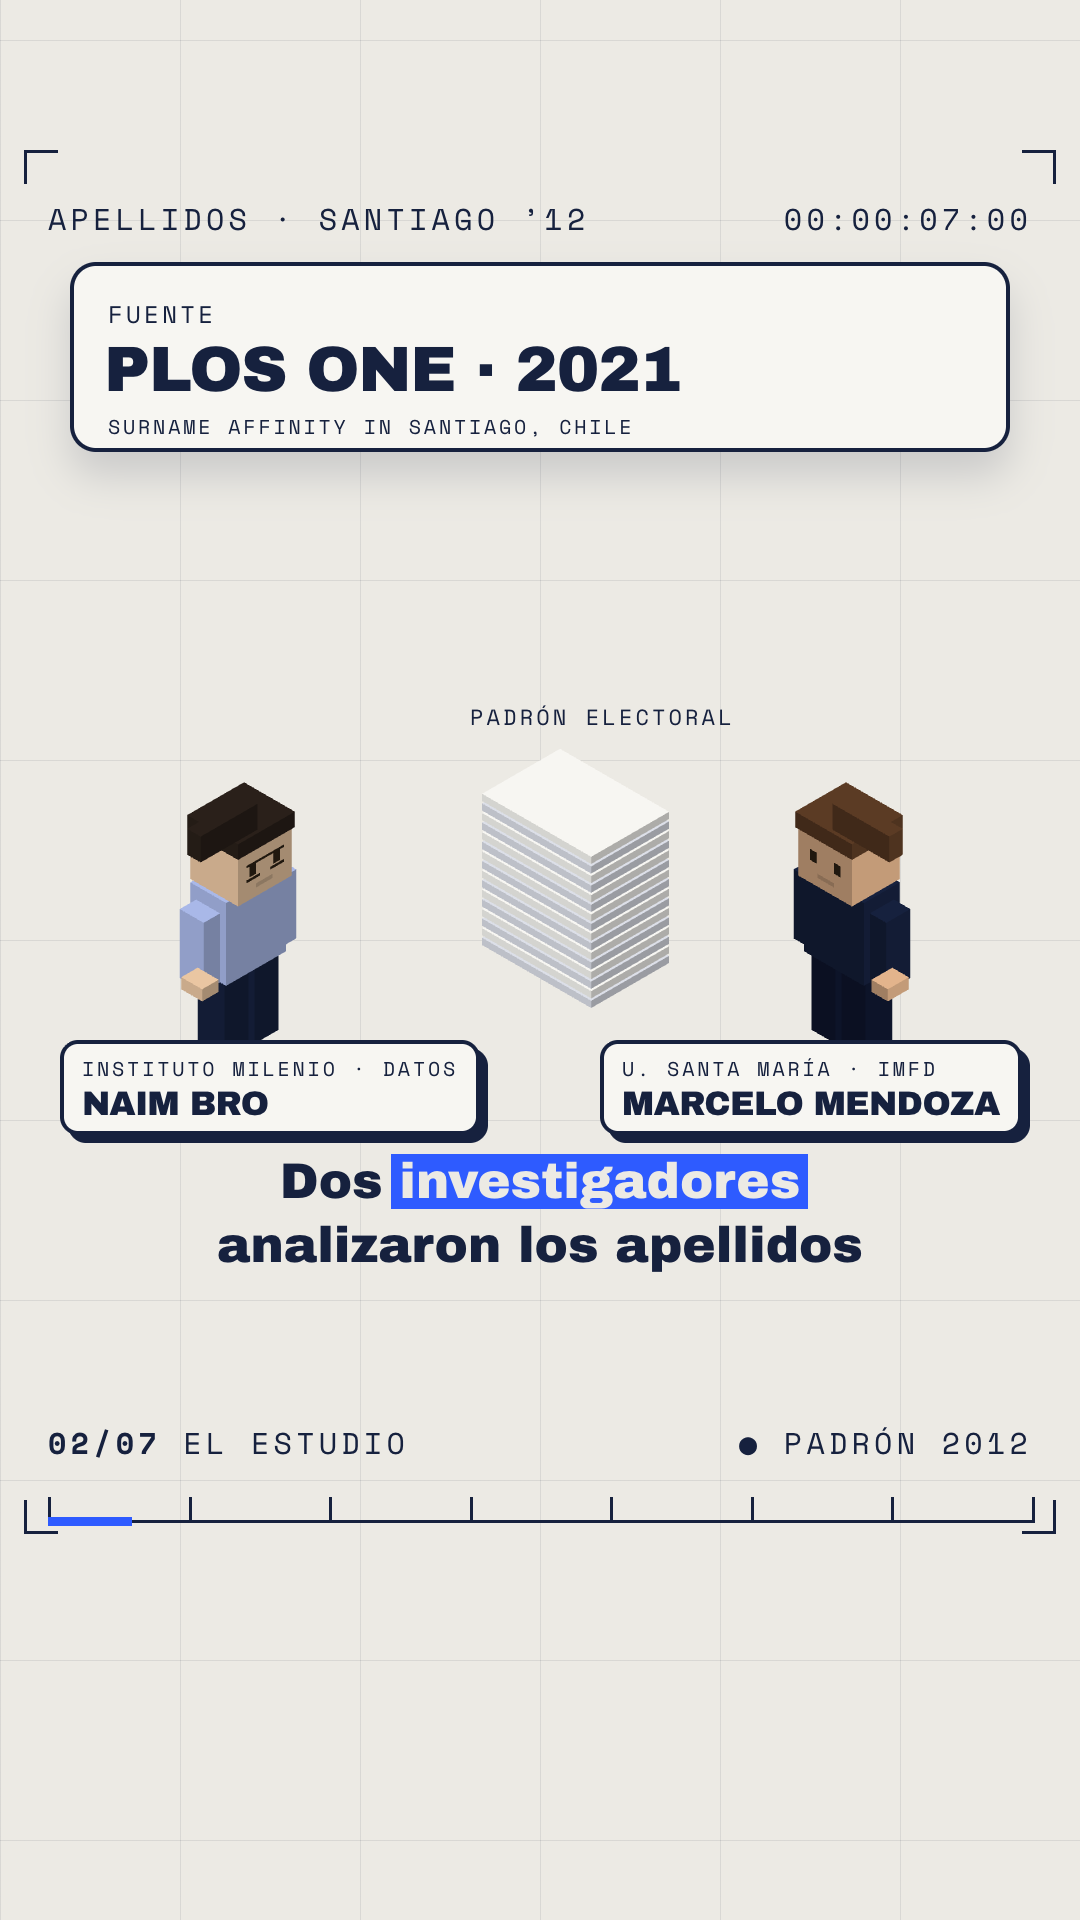 APELLIDOS · SANTIAGO ’12
00:00:07:00
FUENTE
PLOS ONE · 2021
SURNAME AFFINITY IN SANTIAGO, CHILE
PADRÓN ELECTORAL
INSTITUTO MILENIO · DATOS
NAIM BRO
U. SANTA MARÍA · IMFD
MARCELO MENDOZA
Dos investigadores
analizaron los apellidos
02/07 EL ESTUDIO
● PADRÓN 2012